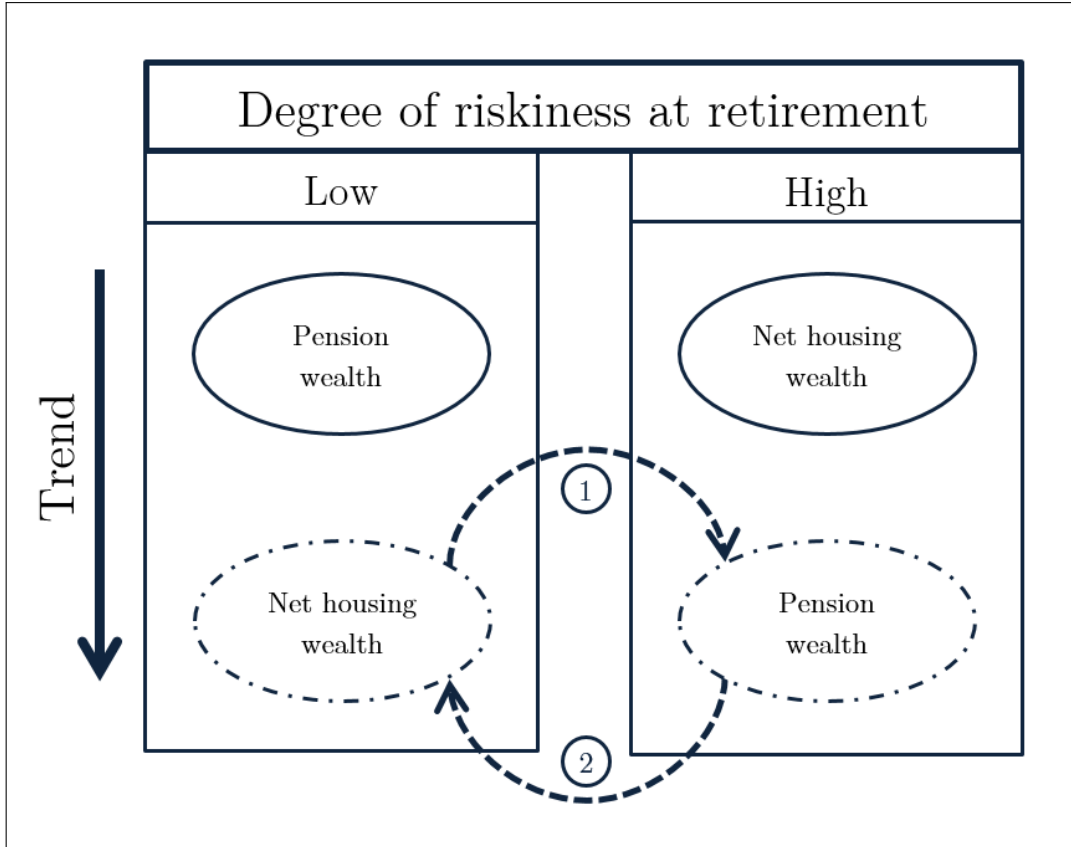 Degree of riskiness at retirement
Low
High
Pension
wealth
Net housing
wealth
Trend
1
Net housing
wealth
Pension
wealth
2